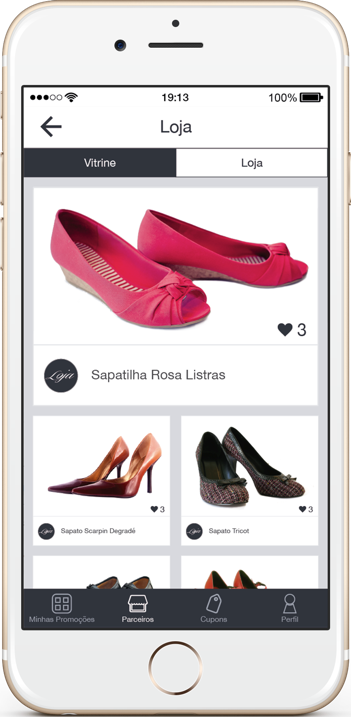 19:13
100%
Loja
Vitrine
Loja
3
Loja
Sapatilha Rosa Listras
3
3
Loja
Sapato Scarpin Degradê
Loja
Sapato Tricot
Minhas Promoções
Parceiros
Cupons
Perfil